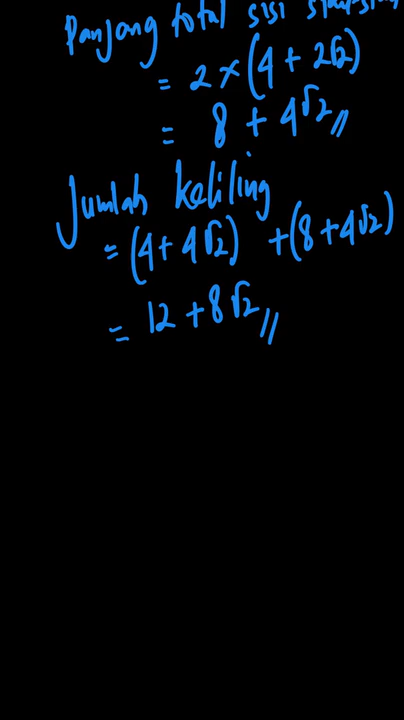 Panjang total sisi
= 2 × (4 + 2√2)
= 8 + 4√2 //
Jumlah keliling
= (4 + 4√2) + (8 + 4√2)
= 12 + 8√2 //